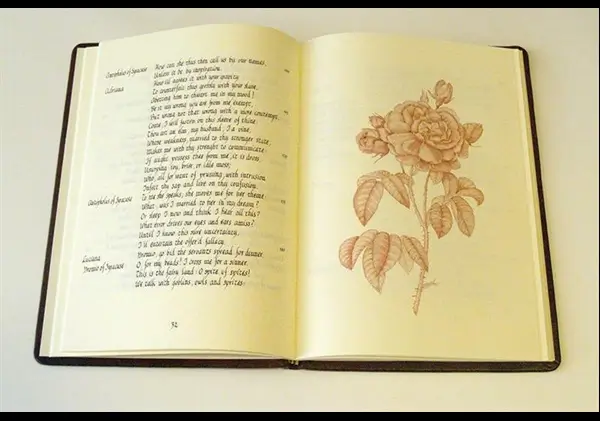 Antipholus of Syracuse How can she thus then call us by our names,
Unless it be by inspiration.
Adriana How ill agrees it with your gravity
To counterfeit thus grossly with your slave,
Abetting him to thwart me in my mood!
Be it my wrong you are from me exempt,
But wrong not that wrong with a more contempt.
Come, I will fasten on this sleeve of thine:
Thou art an elm, my husband, I a vine,
Whose weakness married to thy stronger state
Makes me with thy strength to communicate:
If aught possess thee from me, it is dross,
Usurping ivy, brier, or idle moss;
Who, all for want of pruning, with intrusion,
Infect thy sap and live on thy confusion.
Antipholus of Syracuse To me she speaks; she moves me for her theme:
What, was I married to her in my dream?
Or sleep I now and think I hear all this?
What error drives our eyes and ears amiss?
Until I know this sure uncertainty,
I'll entertain the offer'd fallacy.
Luciana Dromio, go bid the servants spread for dinner.
Dromio of Syracuse O, for my beads! I cross me for a sinner.
This is the fairy land: O spite of spites!
We talk with goblins, owls and sprites:
52